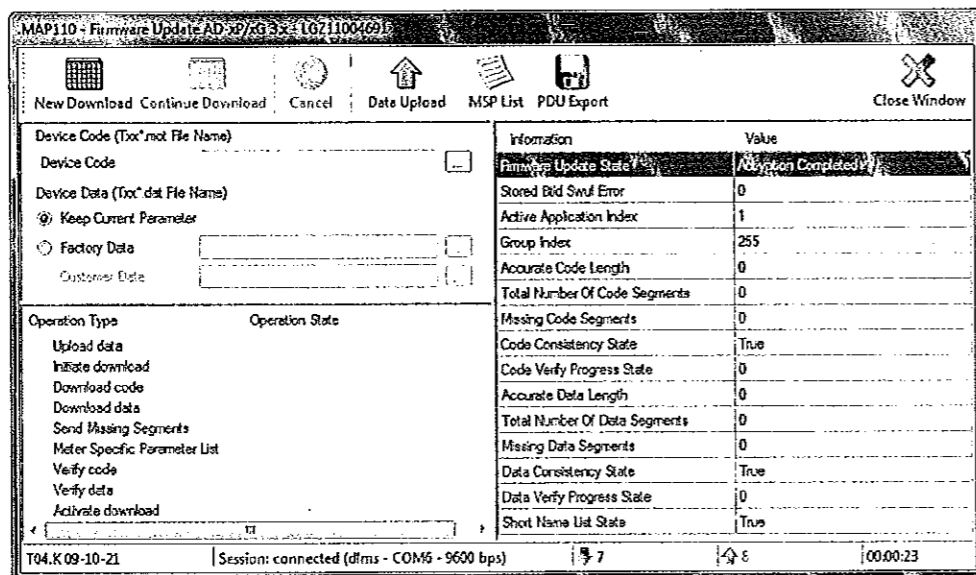 MAP110 - Firmware Update AD-xP/xG 3.x - LGZ11004691
New Download Continue Download Cancel Data Upload MSP List PDU Export Close Window
Device Code (Txx*.mot File Name)
Device Code ...
Device Data (Txx*.dat File Name)
Keep Current Parameter
Factory Data
Customer Data
Operation Type Operation State
Upload data
Initiate download
Download code
Download data
Send Missing Segments
Meter Specific Parameter List
Verify code
Verify data
Activate download
Information Value
Firmware Update State Completed
Stored Error 0
Active Application Index 1
Group Index 255
Accurate Code Length 0
Total Number Of Code Segments 0
Missing Code Segments 0
Code Consistency State True
Code Verify Progress State 0
Accurate Data Length 0
Total Number Of Data Segments 0
Missing Data Segments 0
Data Consistency State True
Data Verify Progress State 0
Short Name List State True
T04.K 09-10-21 Session: connected (dlms - COM6 - 9600 bps) 7 8 00:00:23